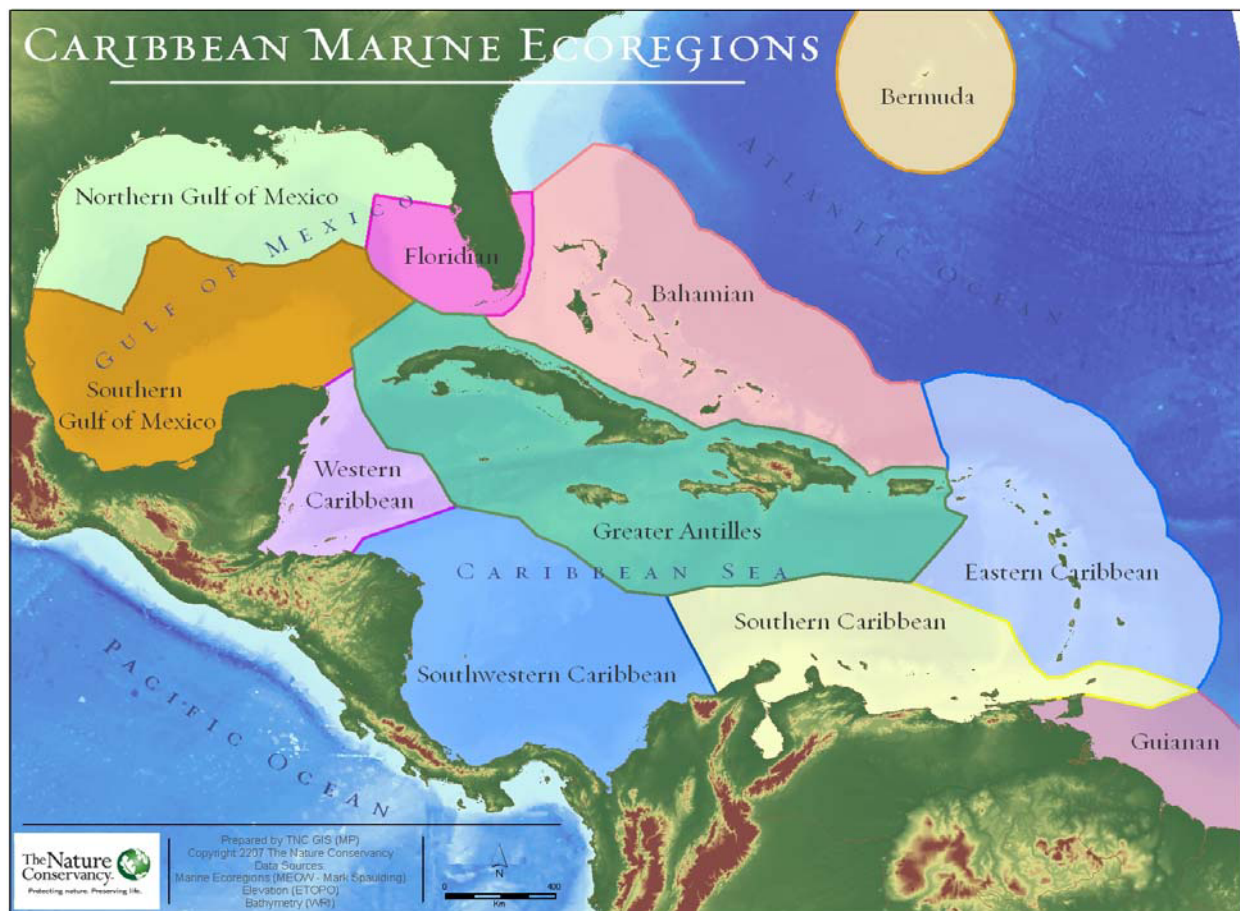 CARIBBEAN MARINE ECOREGIONS
Bermuda
ATLANTIC OCEAN
Northern Gulf of Mexico
GULF OF MEXICO
Floridian
Bahamian
Southern
Gulf of Mexico
Western
Caribbean
Greater Antilles
CARIBBEAN SEA
Eastern Caribbean
Southern Caribbean
Southwestern Caribbean
Guianan
PACIFIC OCEAN
The Nature
Conservancy
Protecting nature. Preserving life.
Prepared by TNC GIS (MP)
Copyright 2207 The Nature Conservancy
Data Sources:
Marine Ecoregions (MEOW - Mark Spaulding)
Elevation (ETOPO)
Bathymetry (WRI)
N
0 400
Km